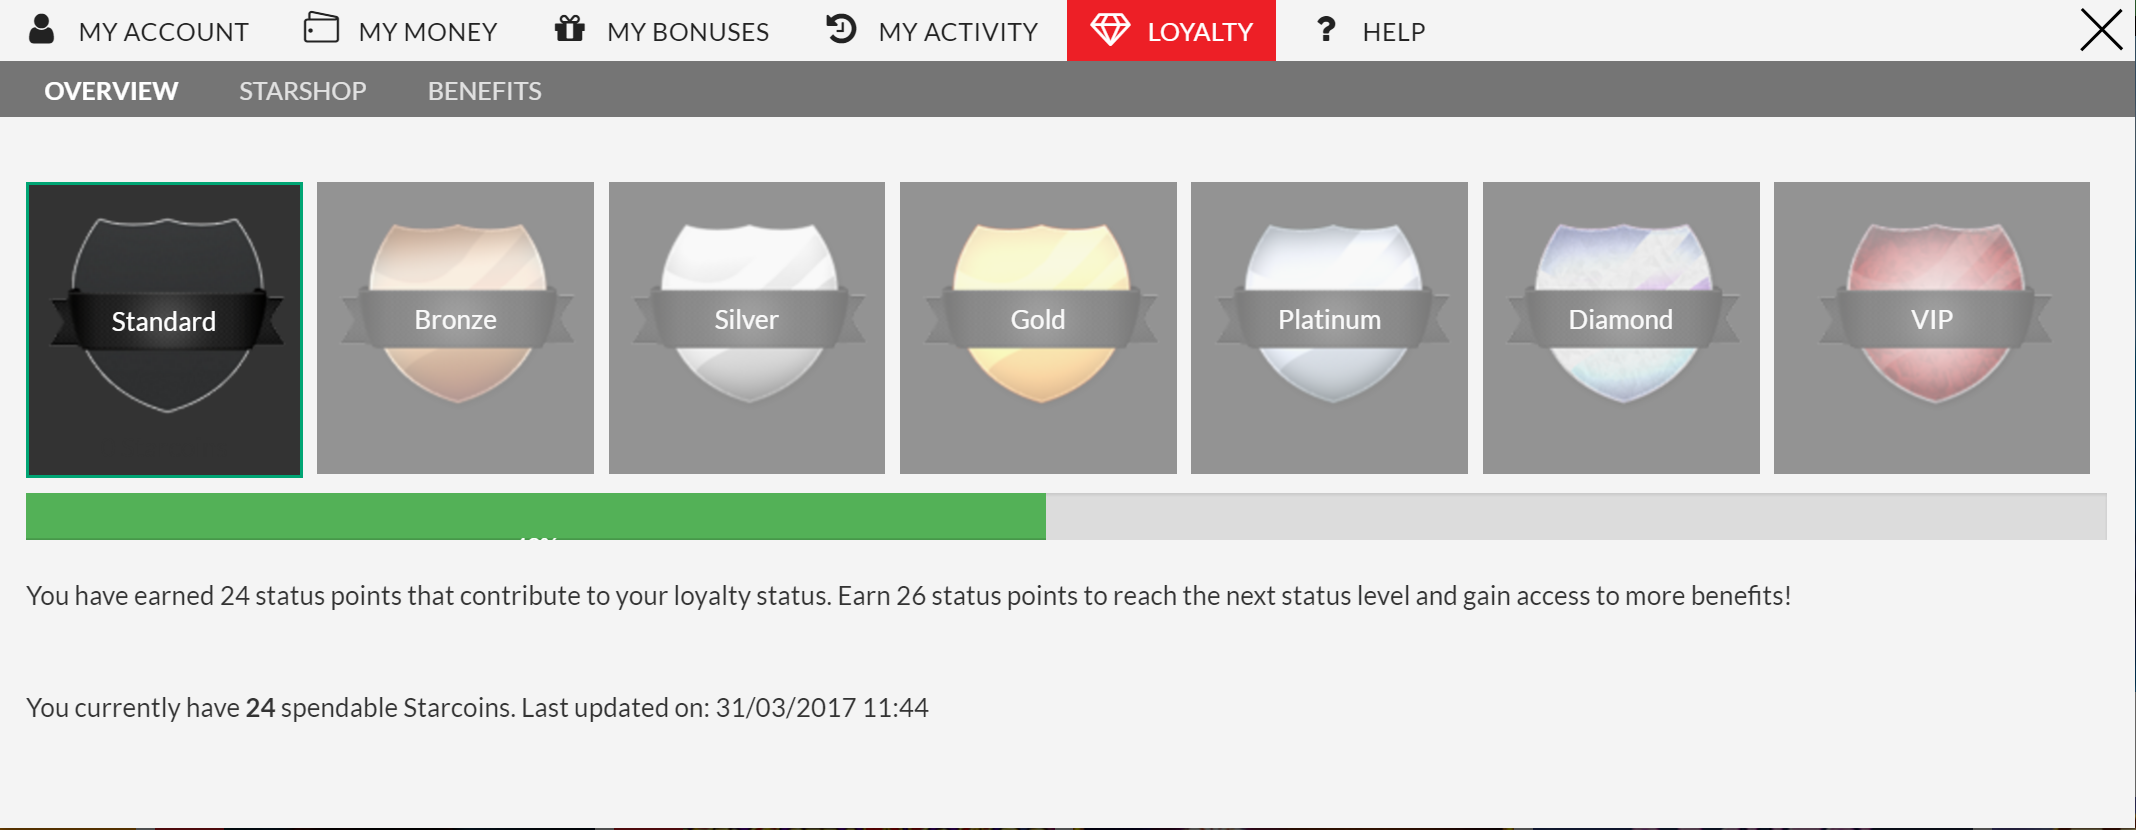 MY ACCOUNT MY MONEY MY BONUSES MY ACTIVITY LOYALTY HELP
OVERVIEW STARSHOP BENEFITS
Standard Bronze Silver Gold Platinum Diamond VIP
You have earned 24 status points that contribute to your loyalty status. Earn 26 status points to reach the next status level and gain access to more benefits!
You currently have 24 spendable Starcoins. Last updated on: 31/03/2017 11:44